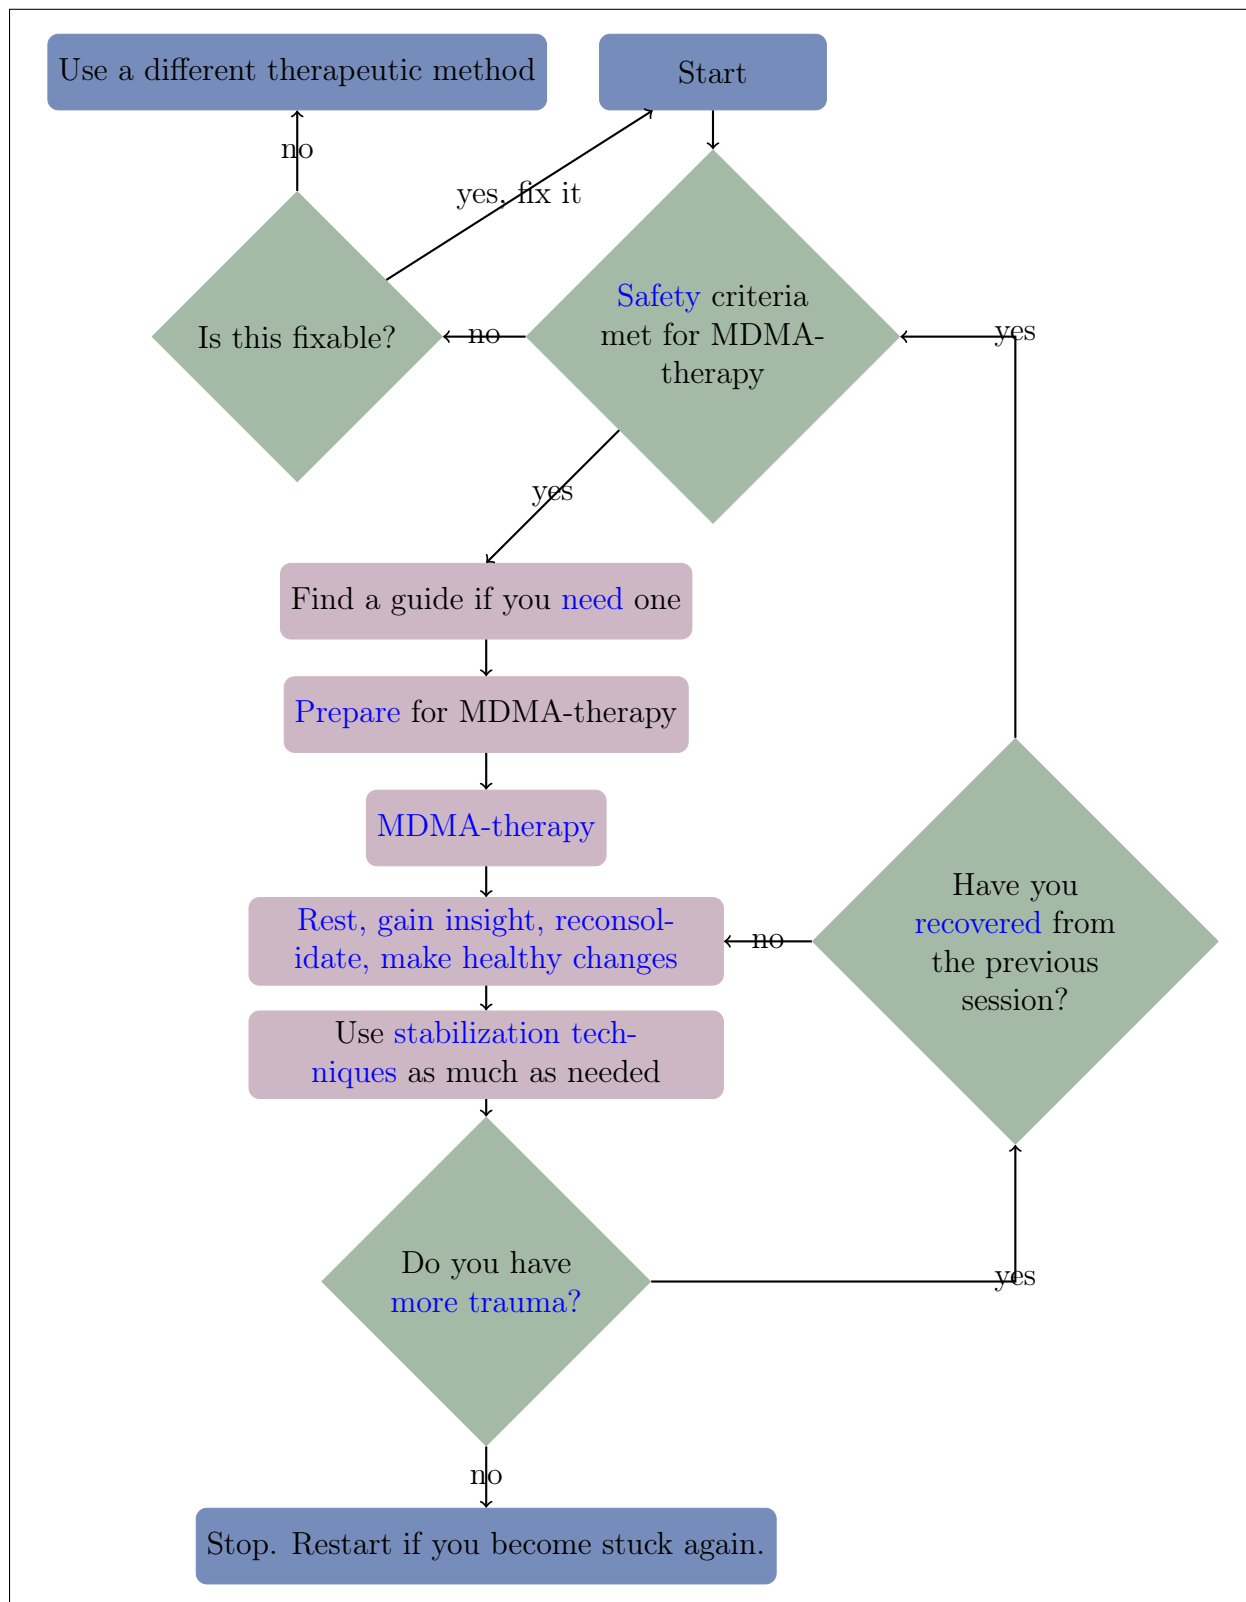 Use a different therapeutic method
Start
no
yes, fix it
Safety criteria
met for MDMA-
therapy
Is this fixable?
no
yes
yes
Find a guide if you need one
Prepare for MDMA-therapy
MDMA-therapy
Rest, gain insight, reconsol-
idate, make healthy changes
no
Have you
recovered from
the previous
session?
Use stabilization tech-
niques as much as needed
Do you have
more trauma?
yes
no
Stop. Restart if you become stuck again.